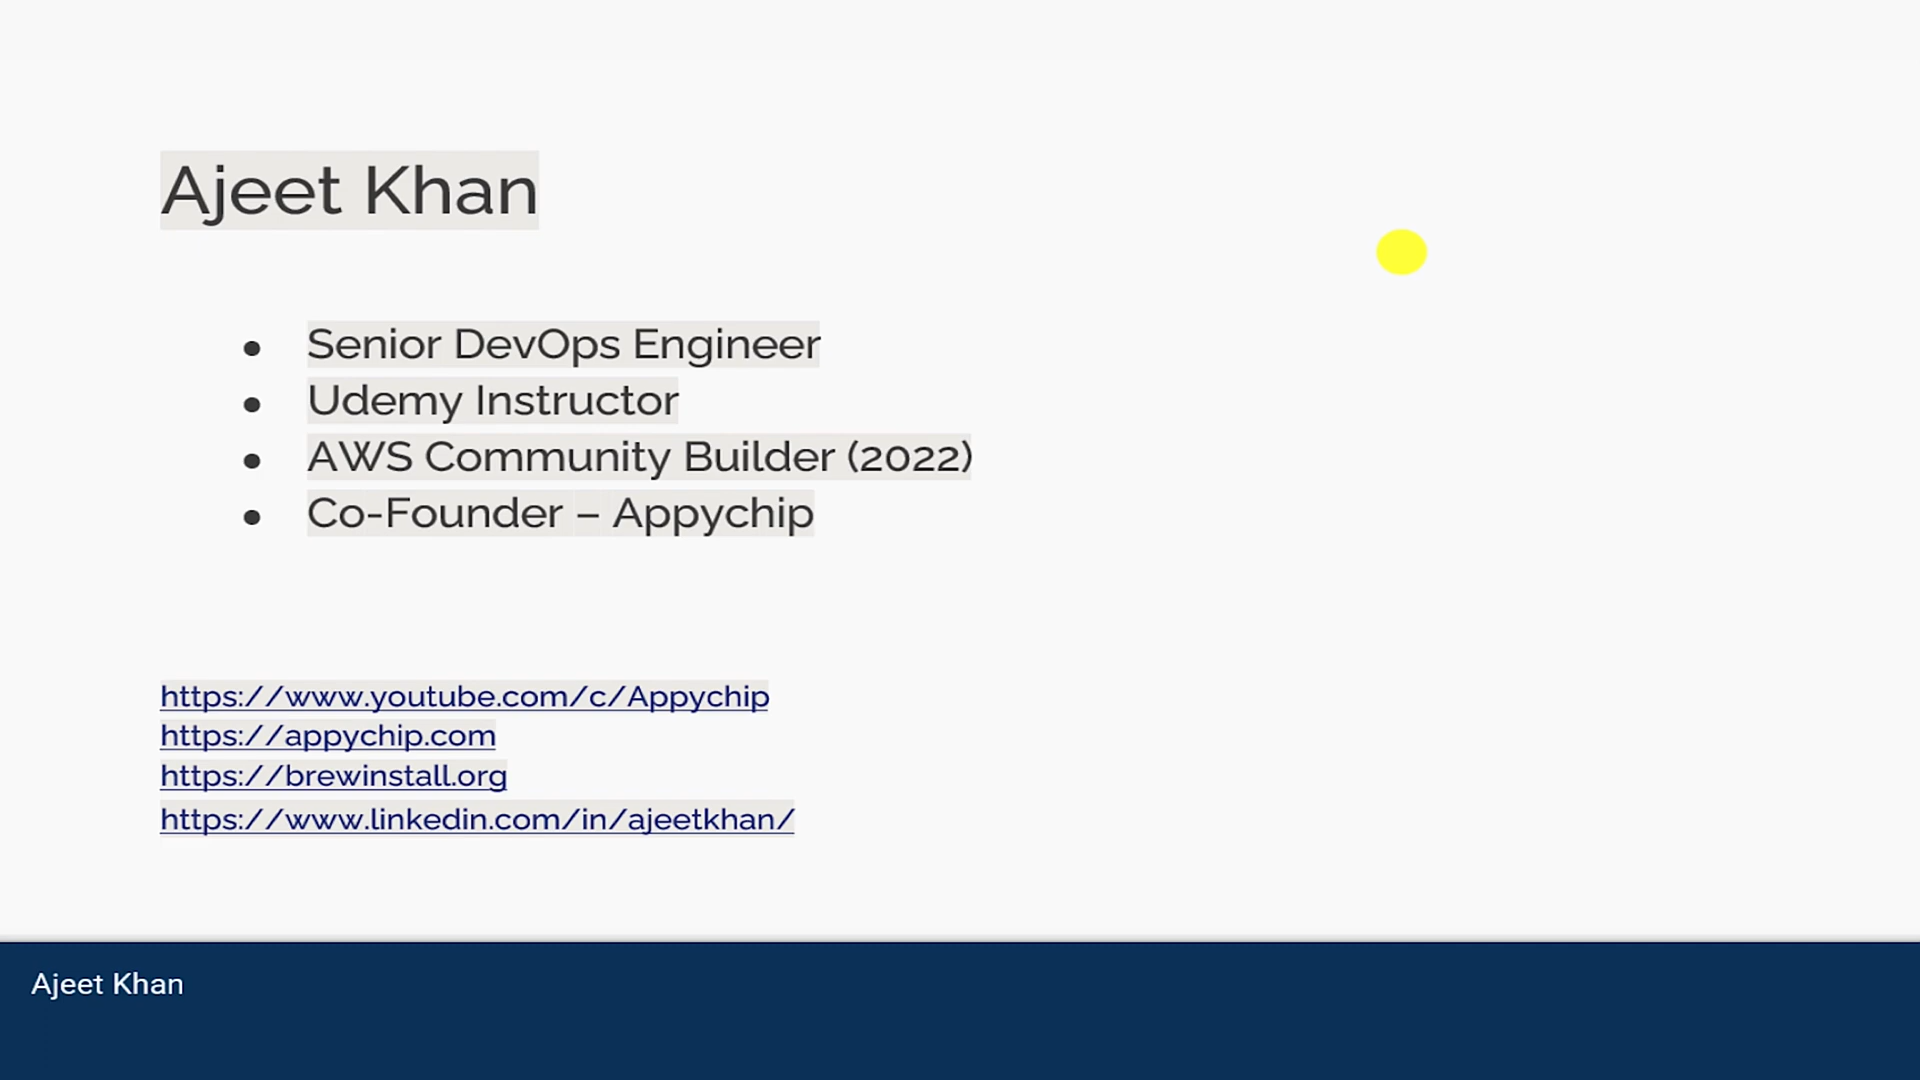 Ajeet Khan
● Senior DevOps Engineer
● Udemy Instructor
● AWS Community Builder (2022)
● Co-Founder – Appychip
https://www.youtube.com/c/Appychip
https://appychip.com
https://brewinstall.org
https://www.linkedin.com/in/ajeetkhan/
Ajeet Khan